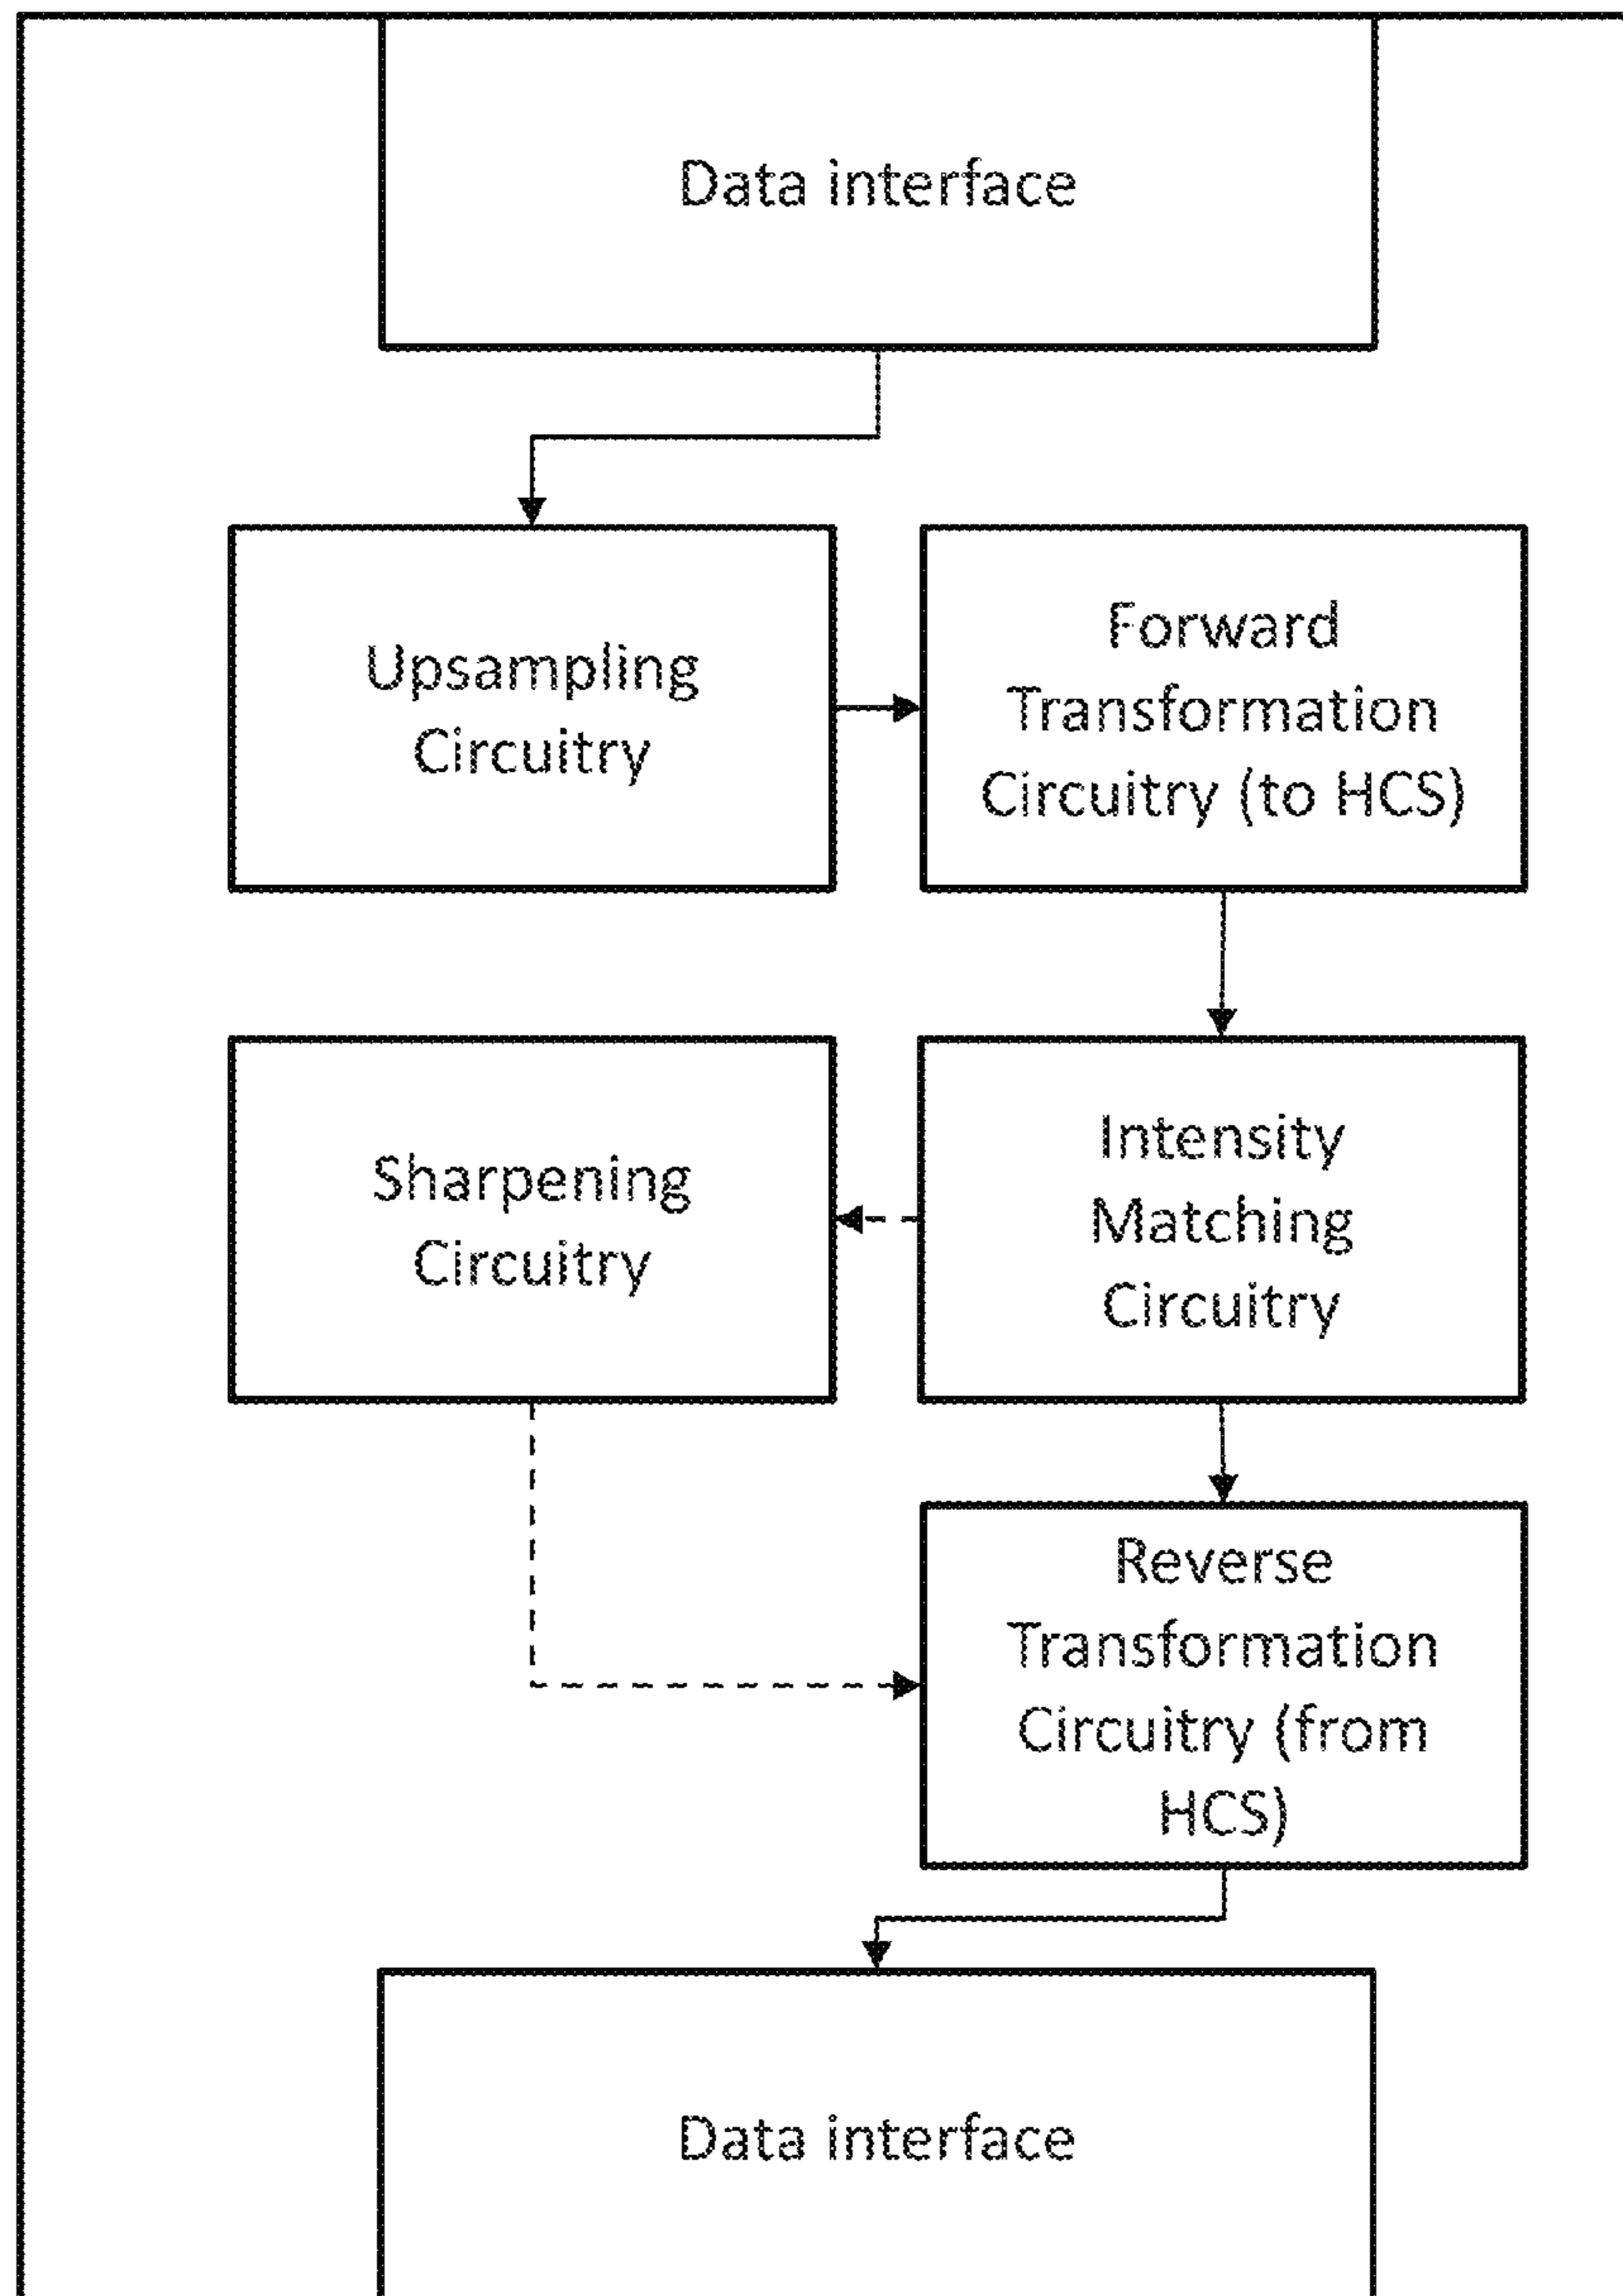 Data interface
Upsampling
Circuitry
Forward
Transformation
Circuitry (to HCS)
Sharpening
Circuitry
Intensity
Matching
Circuitry
Reverse
Transformation
Circuitry (from
HCS)
Data interface